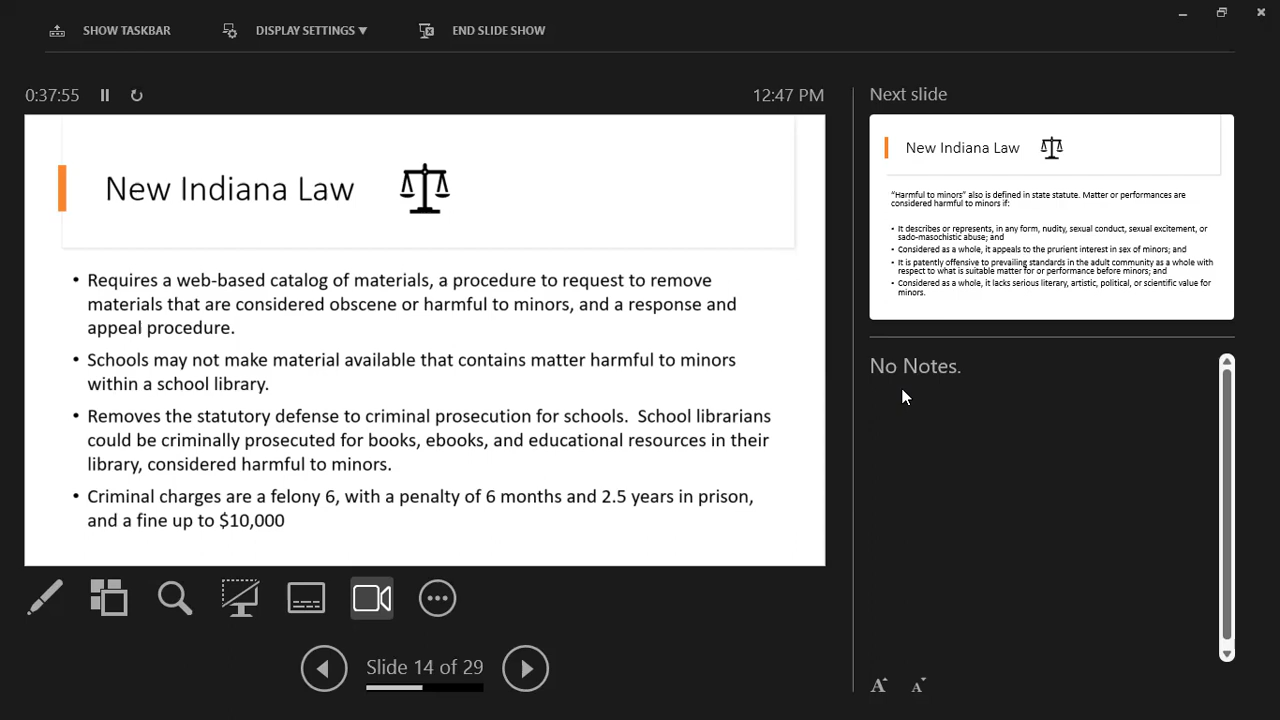 SHOW TASKBAR
DISPLAY SETTINGS ▼
END SLIDE SHOW
0:37:55
12:47 PM
New Indiana Law
• Requires a web-based catalog of materials, a procedure to request to remove
materials that are considered obscene or harmful to minors, and a response and
appeal procedure.
• Schools may not make material available that contains matter harmful to minors
within a school library.
• Removes the statutory defense to criminal prosecution for schools.  School librarians
could be criminally prosecuted for books, ebooks, and educational resources in their
library, considered harmful to minors.
• Criminal charges are a felony 6, with a penalty of 6 months and 2.5 years in prison,
and a fine up to $10,000
Slide 14 of 29
Next slide
New Indiana Law
“Harmful to minors” also is defined in state statute. Matter or performances are
considered harmful to minors if:
• It describes or represents, in any form, nudity, sexual conduct, sexual excitement, or
sado-masochistic abuse; and
• Considered as a whole, it appeals to the prurient interest in sex of minors; and
• It is patently offensive to prevailing standards in the adult community as a whole with
respect to what is suitable matter for or performance before minors; and
• Considered as a whole, it lacks serious literary, artistic, political, or scientific value for
minors.
No Notes.
A A